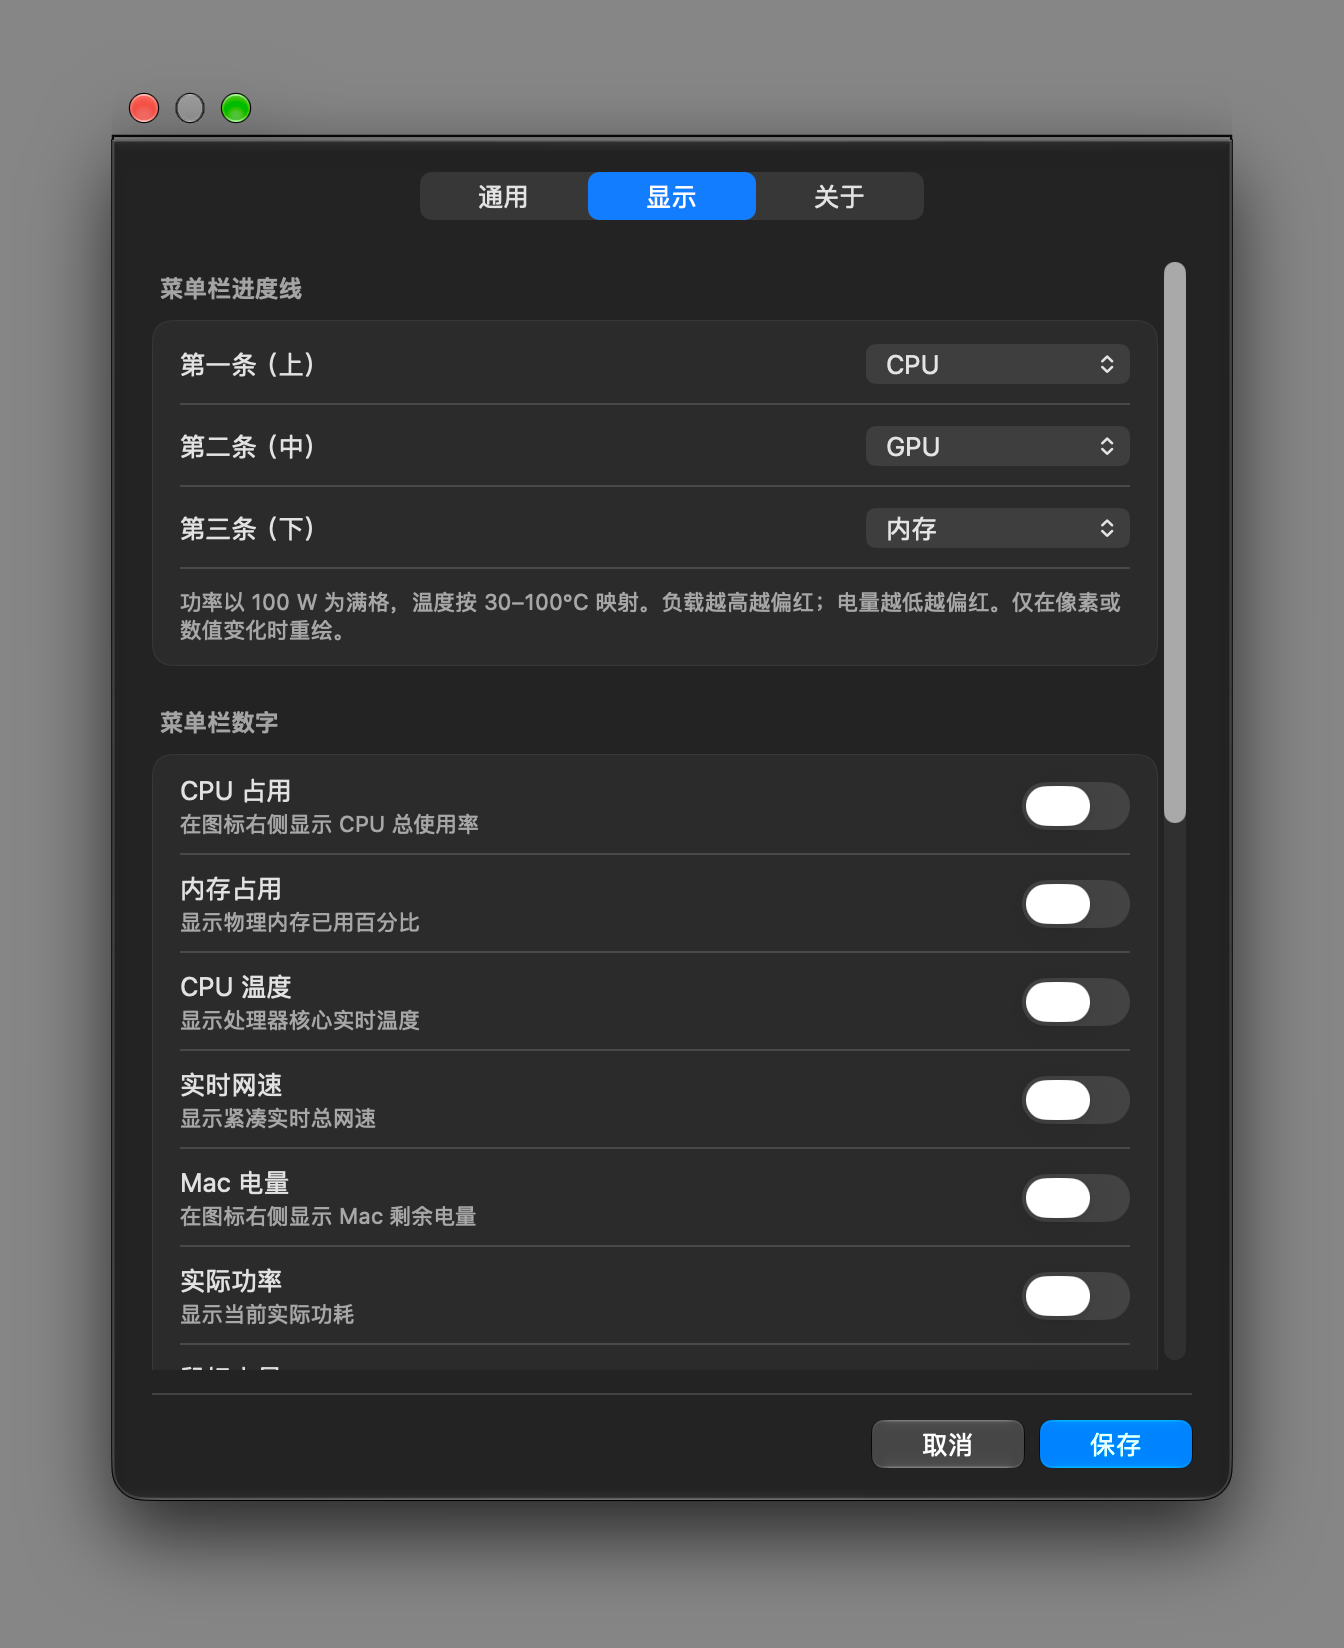 通用
显示
关于
菜单栏进度线
第一条（上）
CPU
第二条（中）
GPU
第三条（下）
内存
功率以 100 W 为满格，温度按 30–100°C 映射。负载越高越偏红；电量越低越偏红。仅在像素或
数值变化时重绘。
菜单栏数字
CPU 占用
在图标右侧显示 CPU 总使用率
内存占用
显示物理内存已用百分比
CPU 温度
显示处理器核心实时温度
实时网速
显示紧凑实时总网速
Mac 电量
在图标右侧显示 Mac 剩余电量
实际功率
显示当前实际功耗
取消
保存